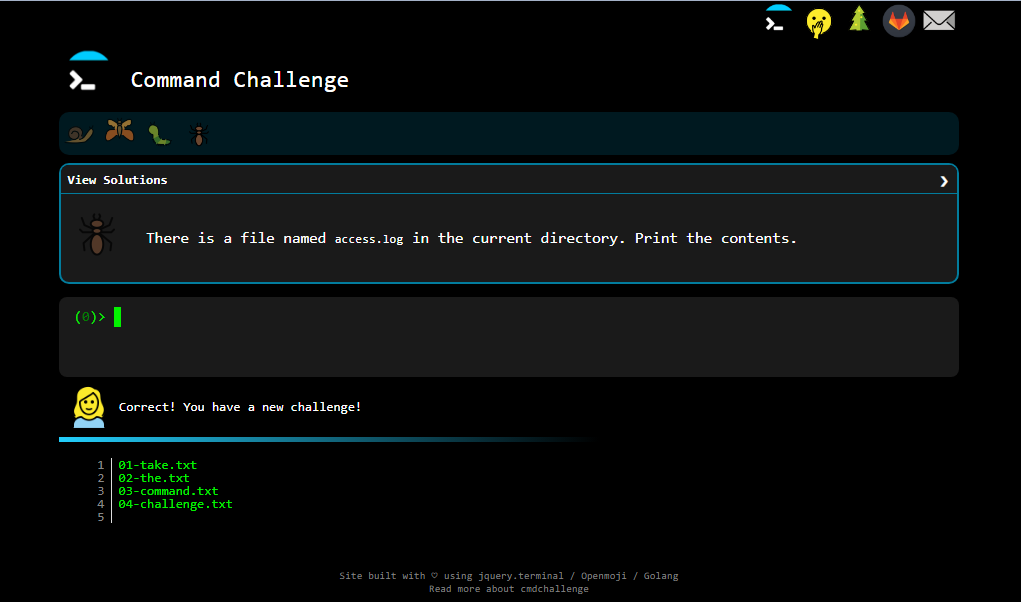 Command Challenge
View Solutions
There is a file named access.log in the current directory. Print the contents.
(0)>
Correct! You have a new challenge!
1 01-take.txt
2 02-the.txt
3 03-command.txt
4 04-challenge.txt
5
Site built with ♡ using jquery.terminal / Openmoji / Golang
Read more about cmdchallenge